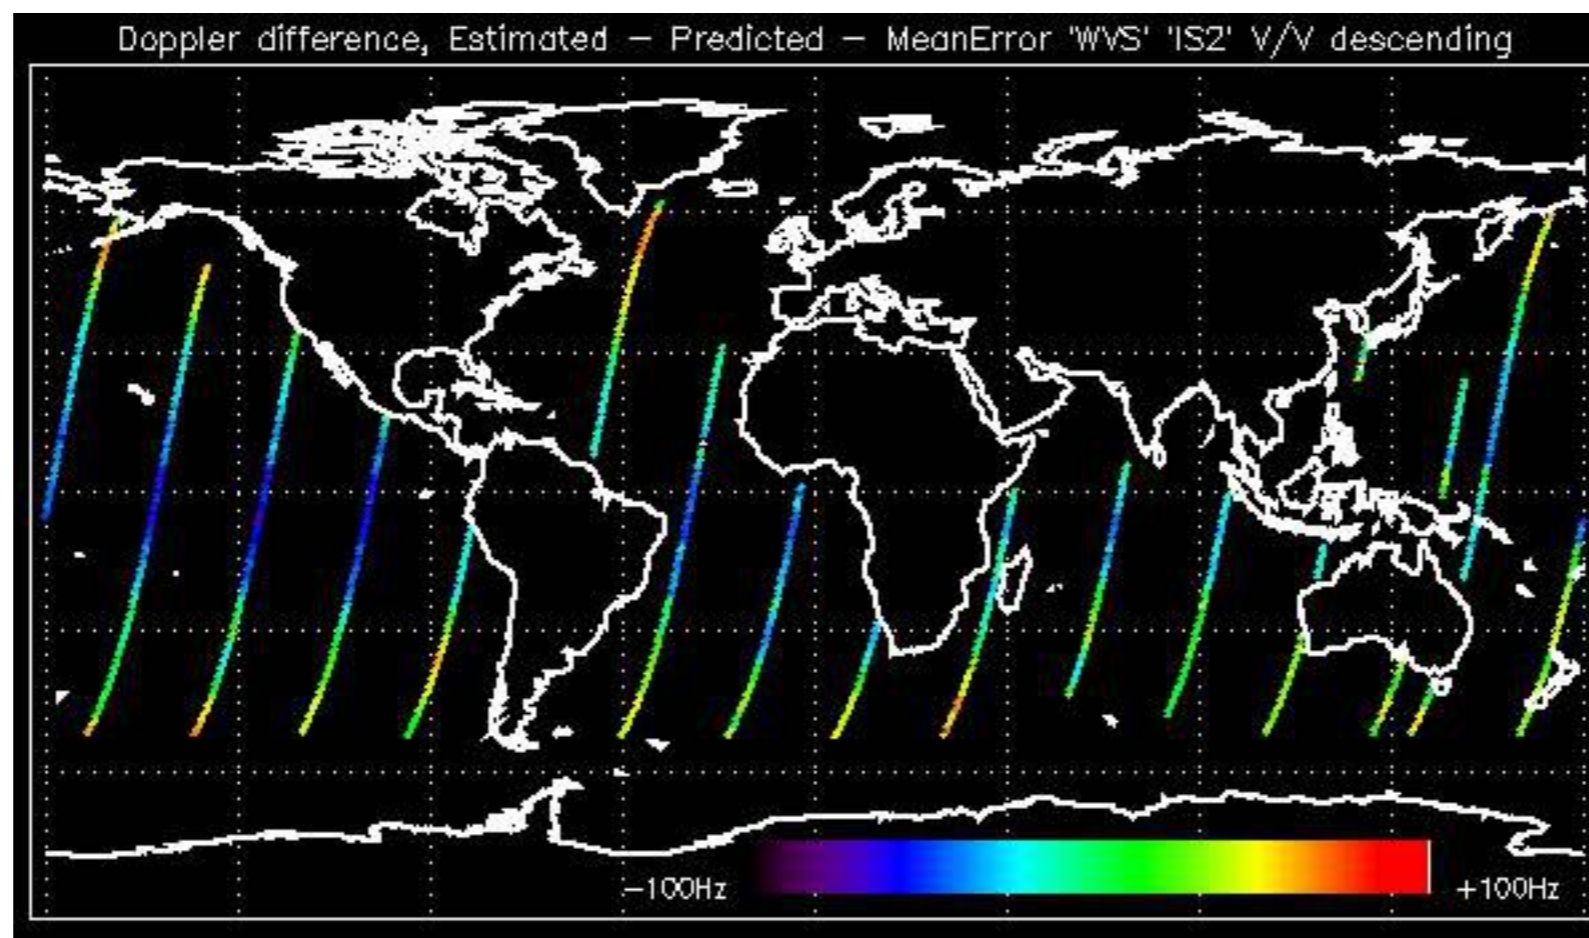 Doppler difference, Estimated - Predicted - MeanError 'WVS' 'IS2' V/V descending
-100Hz
+100Hz